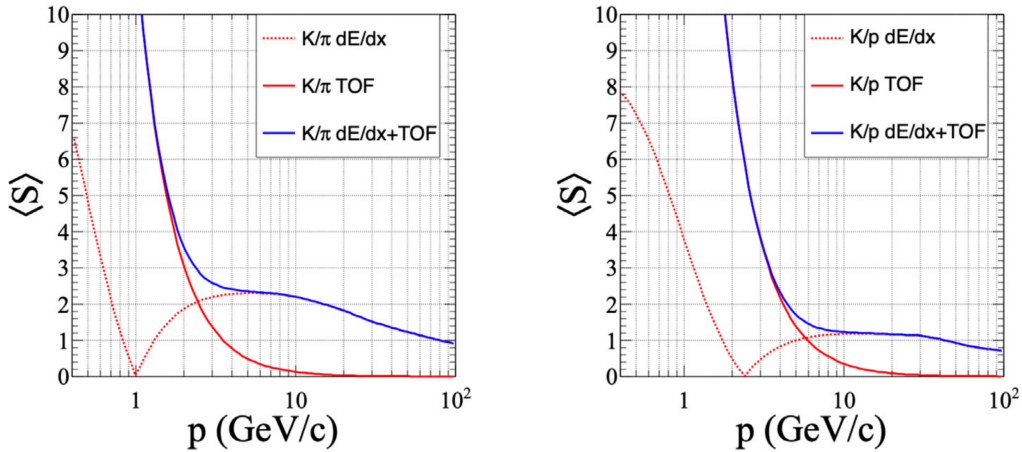 10
9
8
7
6
5
4
3
2
1
0
⟨S⟩
K/π dE/dx
K/π TOF
K/π dE/dx+TOF
1
10
10²
p (GeV/c)
10
9
8
7
6
5
4
3
2
1
0
⟨S⟩
K/p dE/dx
K/p TOF
K/p dE/dx+TOF
1
10
10²
p (GeV/c)